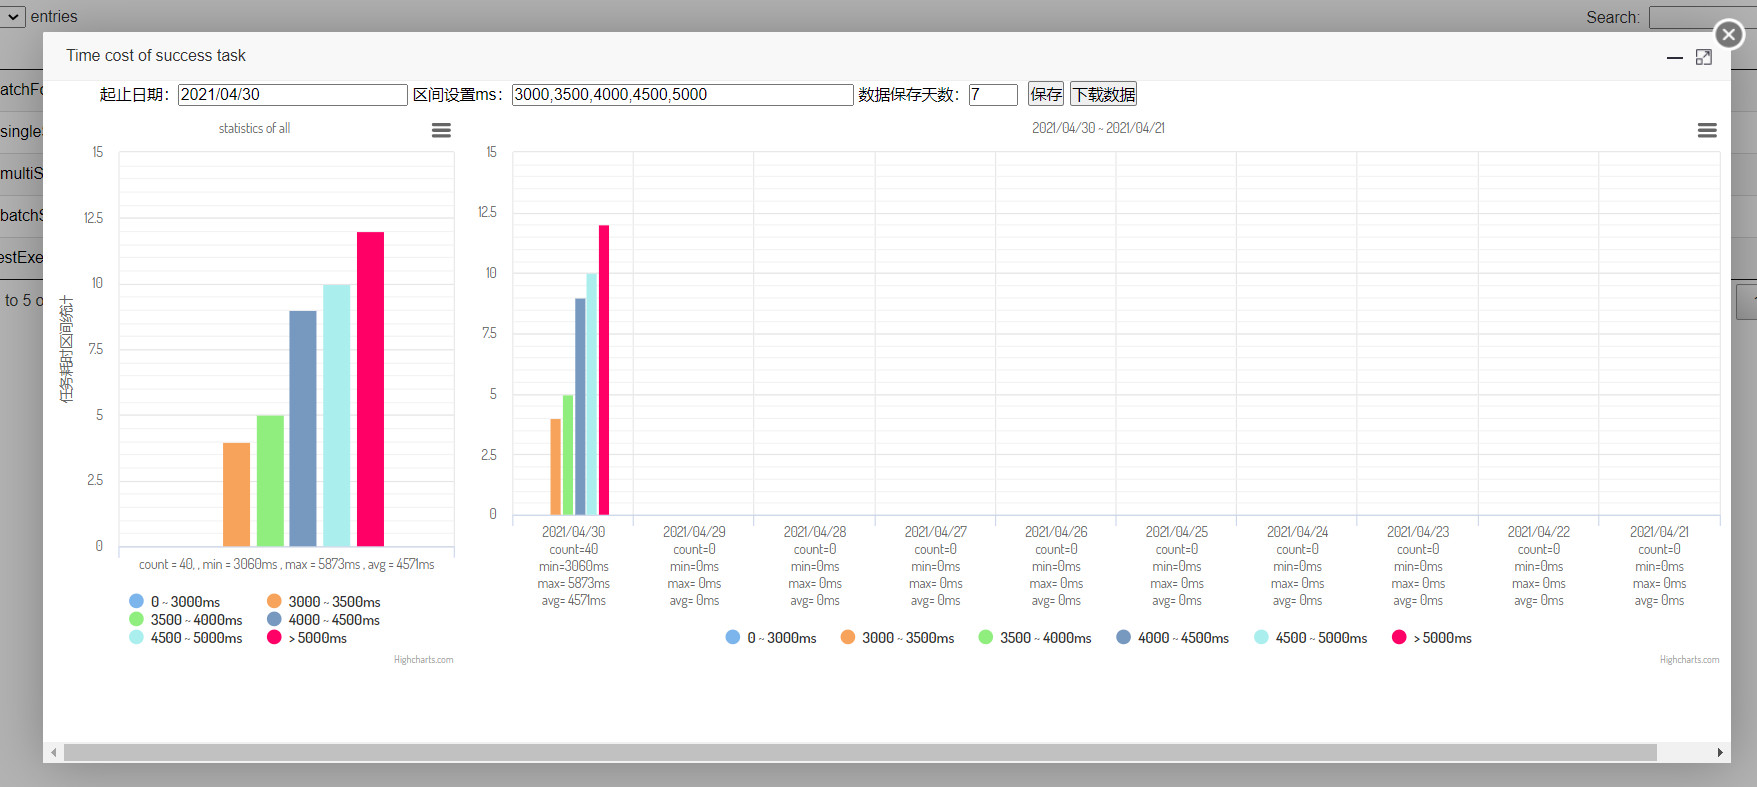 entries
Search:
Time cost of success task
atchFo
single
multiS
batchS
estExe
to 5 o
起止日期: 2021/04/30 区间设置ms: 3000,3500,4000,4500,5000 数据保存天数: 7 保存 下载数据
statistics of all
15
12.5
10
7.5
5
2.5
0
任务耗时区间统计
count = 40, , min = 3060ms , max = 5873ms , avg = 4571ms
0 ~ 3000ms 3000 ~ 3500ms
3500 ~ 4000ms 4000 ~ 4500ms
4500 ~ 5000ms > 5000ms
Highcharts.com
2021/04/30 ~ 2021/04/21
15
12.5
10
7.5
5
2.5
0
2021/04/30 2021/04/29 2021/04/28 2021/04/27 2021/04/26 2021/04/25 2021/04/24 2021/04/23 2021/04/22 2021/04/21
count=40 count=0 count=0 count=0 count=0 count=0 count=0 count=0 count=0 count=0
min=3060ms min=0ms min=0ms min=0ms min=0ms min=0ms min=0ms min=0ms min=0ms min=0ms
max= 5873ms max= 0ms max= 0ms max= 0ms max= 0ms max= 0ms max= 0ms max= 0ms max= 0ms max= 0ms
avg= 4571ms avg= 0ms avg= 0ms avg= 0ms avg= 0ms avg= 0ms avg= 0ms avg= 0ms avg= 0ms avg= 0ms
0 ~ 3000ms 3000 ~ 3500ms 3500 ~ 4000ms 4000 ~ 4500ms 4500 ~ 5000ms > 5000ms
Highcharts.com